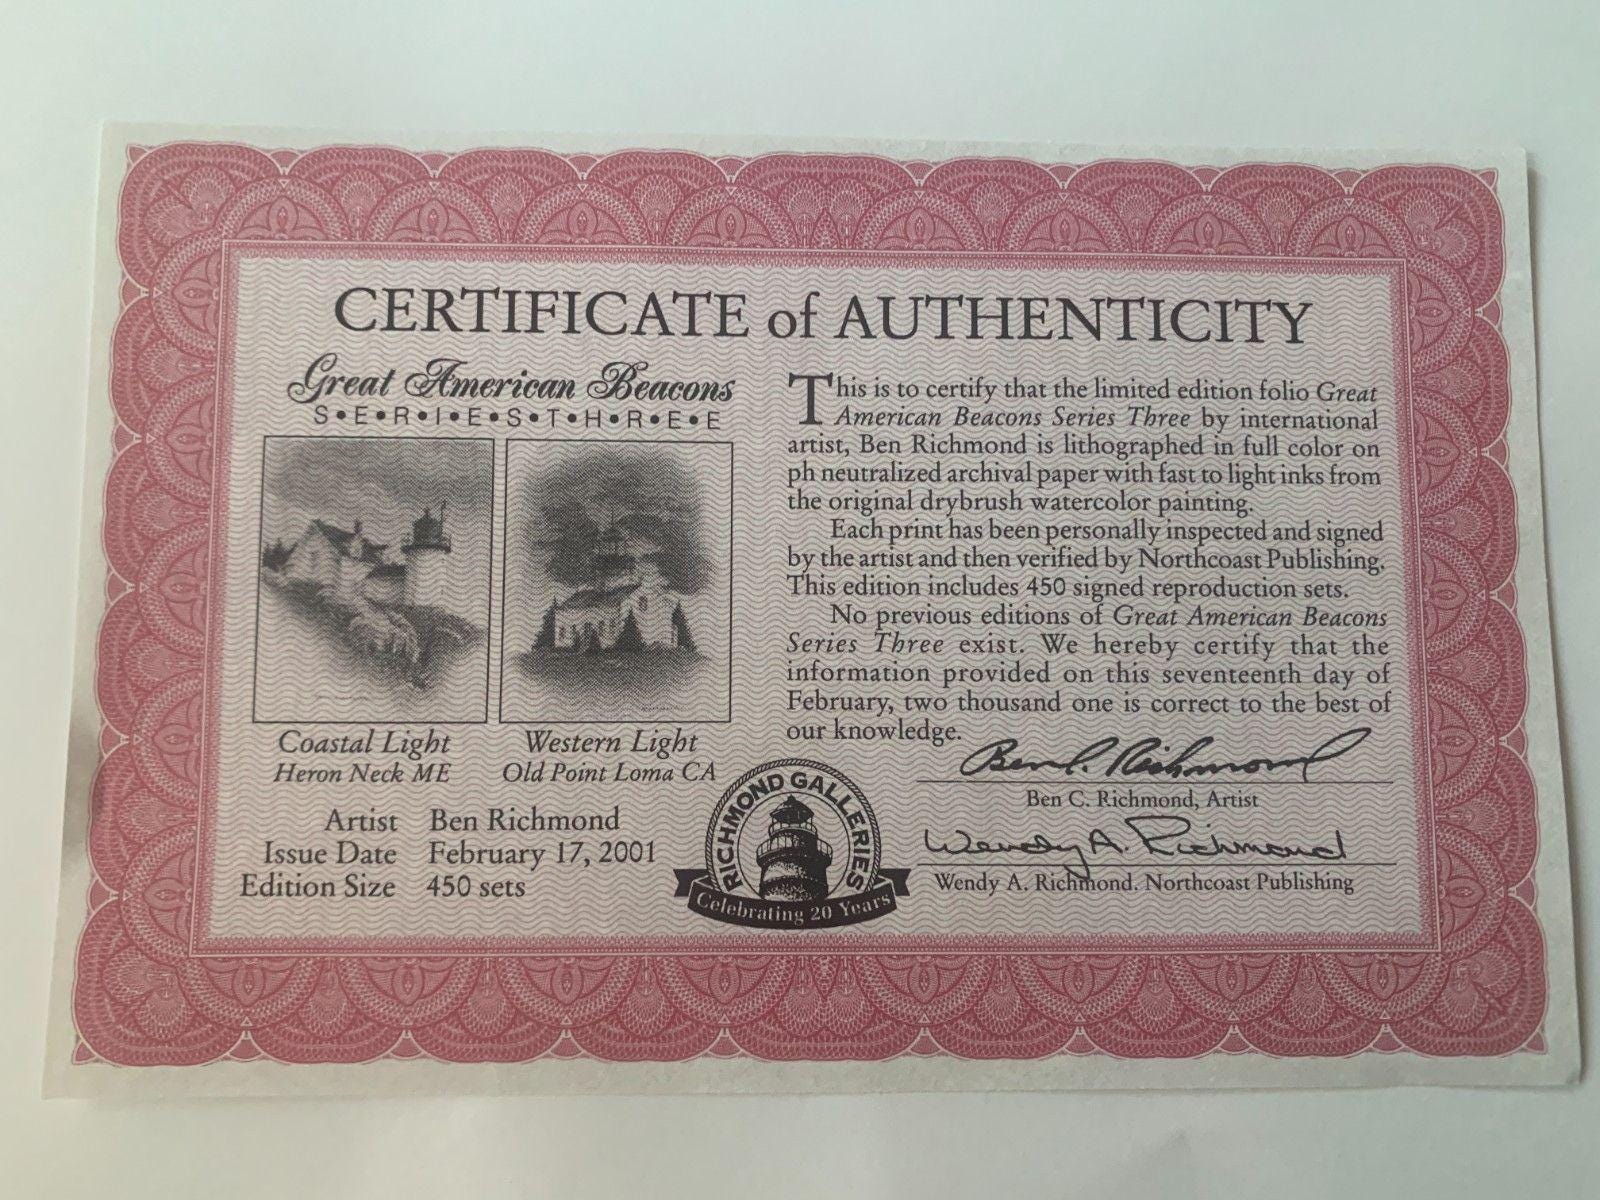 CERTIFICATE of AUTHENTICITY
Great American Beacons
S•E•R•I•E•S•T•H•R•E•E
Coastal Light
Heron Neck ME
Western Light
Old Point Loma CA
Artist Ben Richmond
Issue Date February 17, 2001
Edition Size 450 sets
This is to certify that the limited edition folio Great
American Beacons Series Three by international
artist, Ben Richmond is lithographed in full color on
ph neutralized archival paper with fast to light inks from
the original drybrush watercolor painting.
Each print has been personally inspected and signed
by the artist and then verified by Northcoast Publishing.
This edition includes 450 signed reproduction sets.
No previous editions of Great American Beacons
Series Three exist. We hereby certify that the
information provided on this seventeenth day of
February, two thousand one is correct to the best of
our knowledge.
Ben C. Richmond
Ben C. Richmond, Artist
Wendy A. Richmond
Wendy A. Richmond. Northcoast Publishing
RICHMOND GALLERIES
Celebrating 20 Years